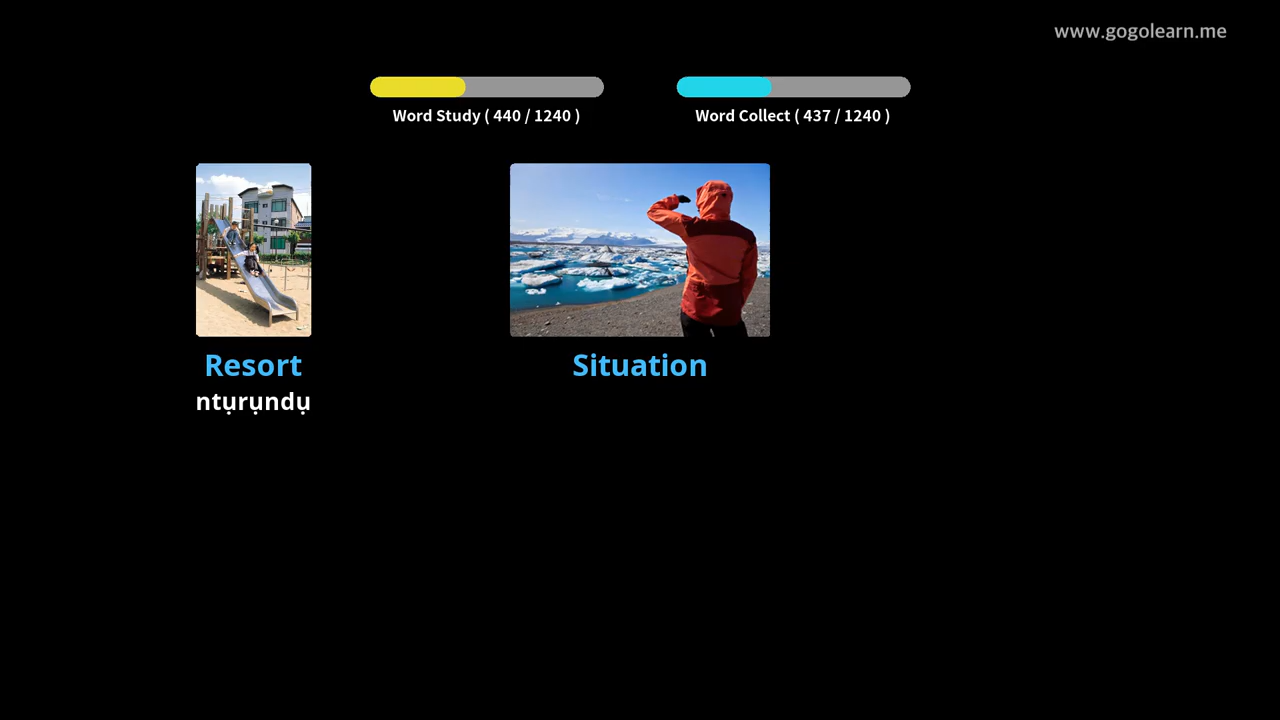 www.gogolearn.me
Word Study ( 440 / 1240 )
Word Collect ( 437 / 1240 )
Resort
Situation
ntụrụndụ